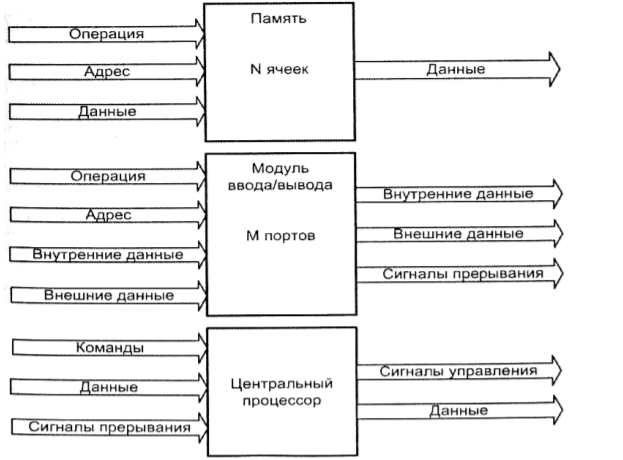 Операция
Адрес
Данные
Память
N ячеек
Данные
Операция
Адрес
Внутренние данные
Внешние данные
Модуль
ввода/вывода
М портов
Внутренние данные
Внешние данные
Сигналы прерывания
Команды
Данные
Сигналы прерывания
Центральный
процессор
Сигналы управления
Данные